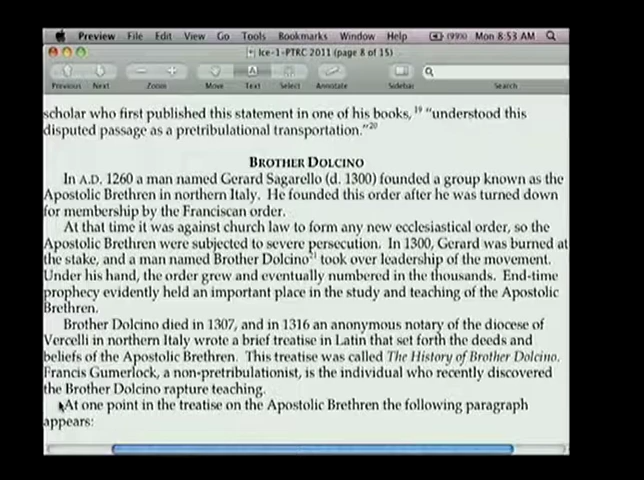 Preview File Edit View Go Tools Bookmarks Window Help (99%) Mon 8:53 AM
Ice-1-PTRC 2011 (page 8 of 15)
Previous Next Zoom Move Text Select Annotate Sidebar Search
scholar who first published this statement in one of his books, 19 "understood this
disputed passage as a pretribulational transportation."20
BROTHER DOLCINO
In A.D. 1260 a man named Gerard Sagarello (d. 1300) founded a group known as the
Apostolic Brethren in northern Italy. He founded this order after he was turned down
for membership by the Franciscan order.
At that time it was against church law to form any new ecclesiastical order, so the
Apostolic Brethren were subjected to severe persecution. In 1300, Gerard was burned at
the stake, and a man named Brother Dolcino21 took over leadership of the movement.
Under his hand, the order grew and eventually numbered in the thousands. End-time
prophecy evidently held an important place in the study and teaching of the Apostolic
Brethren.
Brother Dolcino died in 1307, and in 1316 an anonymous notary of the diocese of
Vercelli in northern Italy wrote a brief treatise in Latin that set forth the deeds and
beliefs of the Apostolic Brethren. This treatise was called The History of Brother Dolcino.
Francis Gumerlock, a non-pretribulationist, is the individual who recently discovered
the Brother Dolcino rapture teaching.
At one point in the treatise on the Apostolic Brethren the following paragraph
appears: